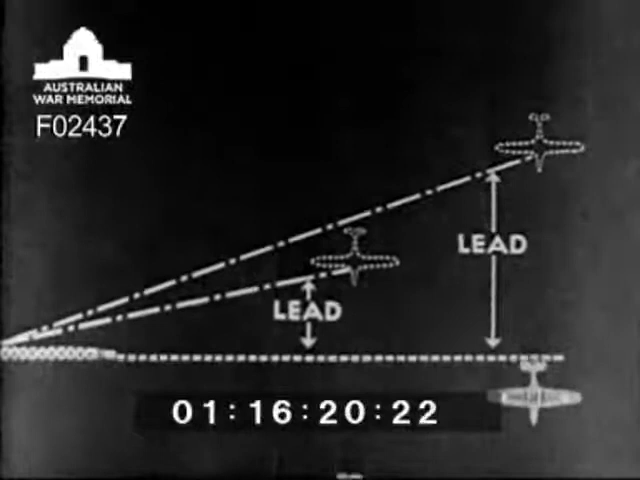 AUSTRALIAN
WAR MEMORIAL
F02437
LEAD
LEAD
01:16:20:22